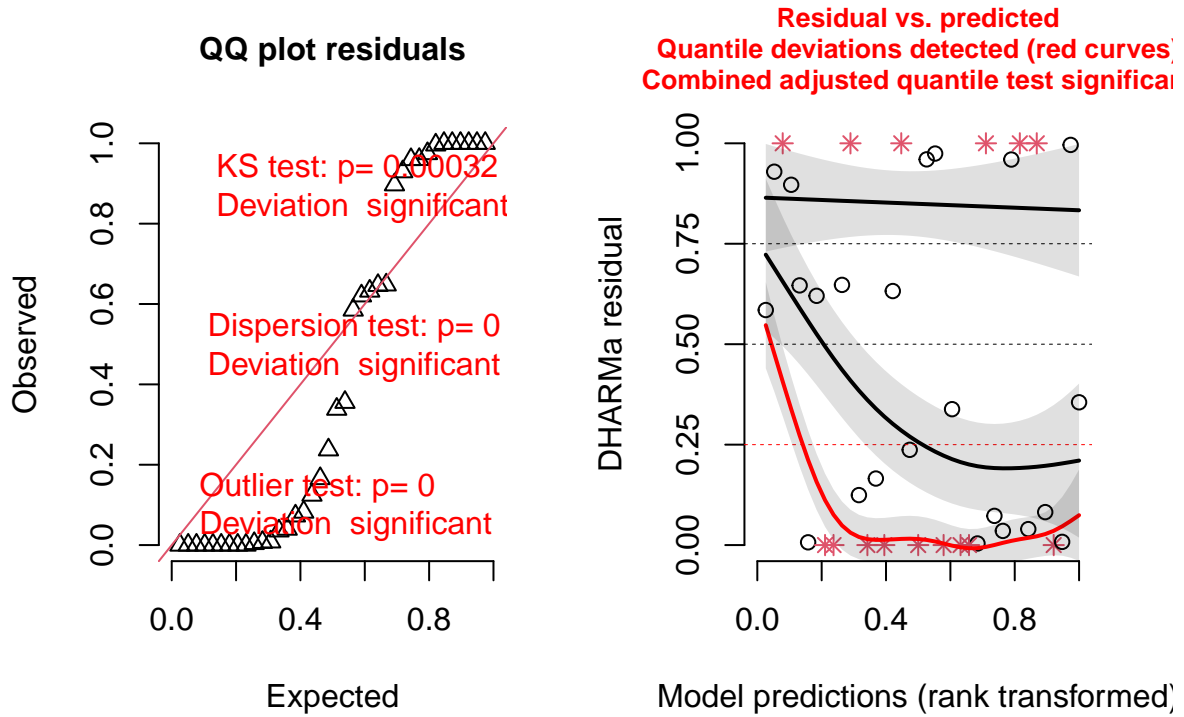 QQ plot residuals
Observed
0.0 0.2 0.4 0.6 0.8 1.0
KS test: p= 0.00032
Deviation  significant
Dispersion test: p= 0
Deviation  significant
Outlier test: p= 0
Deviation  significant
0.0 0.4 0.8
Expected
Residual vs. predicted
Quantile deviations detected (red curves)
Combined adjusted quantile test significan
DHARMa residual
0.00 0.25 0.50 0.75 1.00
0.0 0.4 0.8
Model predictions (rank transformed)